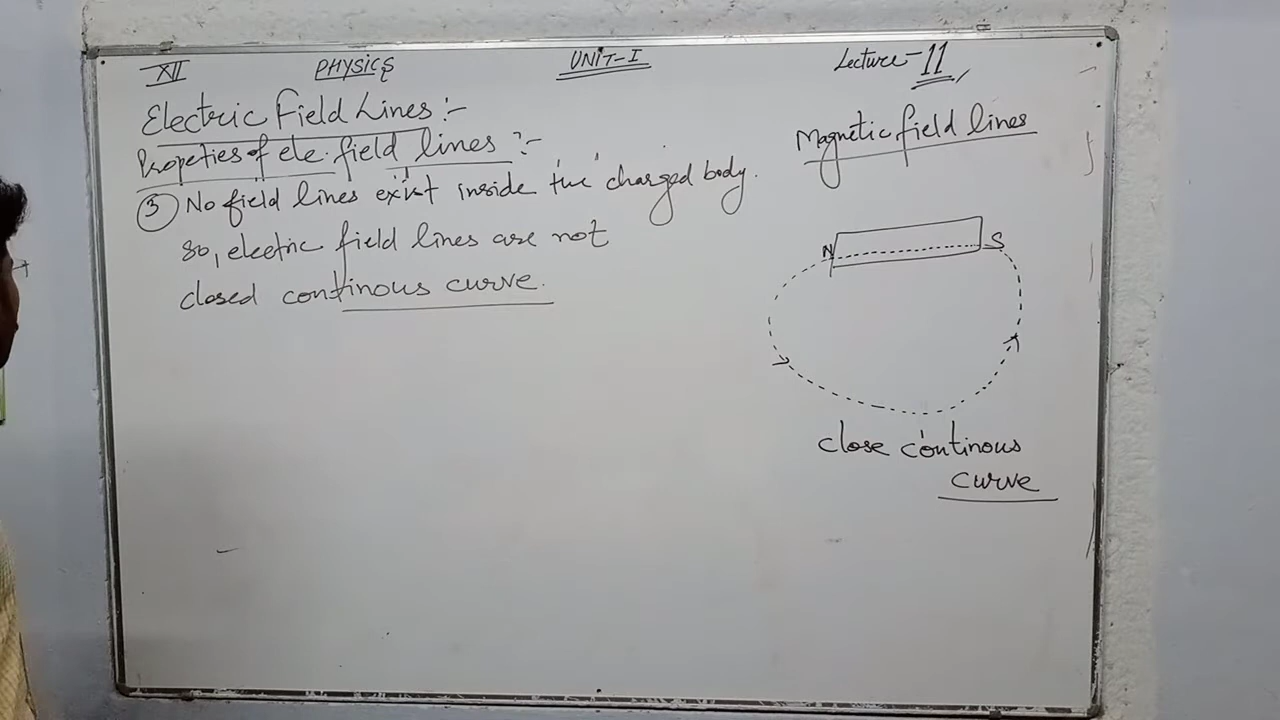 XII PHYSICS UNIT-I Lecture-11,
Electric Field Lines:-
Propeties of ele. field lines :-
③ No field lines exist inside the charged body.
so, electric field lines are not
closed continous curve.
Magnetic field lines
N S
close continous
curve